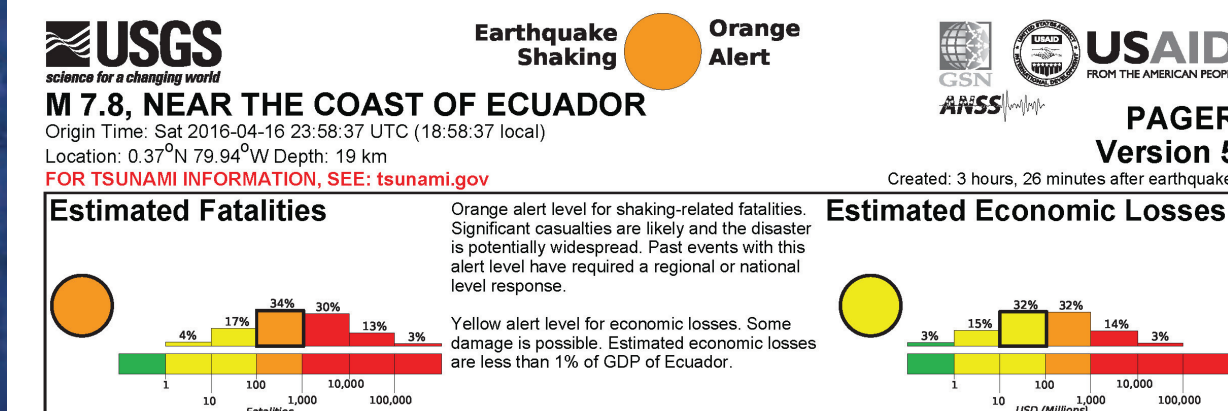 USGS
science for a changing world
Earthquake Shaking
Orange Alert
GSN
UNITED STATES AGENCY
USAID
INTERNATIONAL DEVELOPMENT
USAID
FROM THE AMERICAN PEOPL
ANSS
M 7.8, NEAR THE COAST OF ECUADOR
Origin Time: Sat 2016-04-16 23:58:37 UTC (18:58:37 local)
Location: 0.37°N 79.94°W Depth: 19 km
FOR TSUNAMI INFORMATION, SEE: tsunami.gov
PAGER
Version 5
Created: 3 hours, 26 minutes after earthquake
Estimated Fatalities
Orange alert level for shaking-related fatalities.
Significant casualties are likely and the disaster
is potentially widespread. Past events with this
alert level have required a regional or national
level response.
Yellow alert level for economic losses. Some
damage is possible. Estimated economic losses
are less than 1% of GDP of Ecuador.
4% 17% 34% 30% 13% 3%
1 100 10,000
10 1,000 100,000
Fatalities
Estimated Economic Losses
3% 15% 32% 32% 14% 3%
1 100 10,000
10 1,000 100,000
USD (Millions)